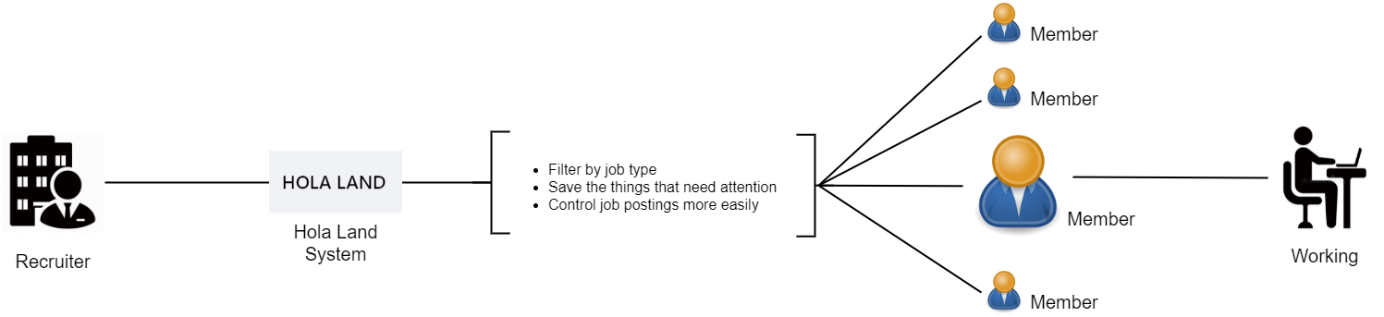 Recruiter
HOLA LAND
Hola Land
System
• Filter by job type
• Save the things that need attention
• Control job postings more easily
Member
Member
Member
Member
Working